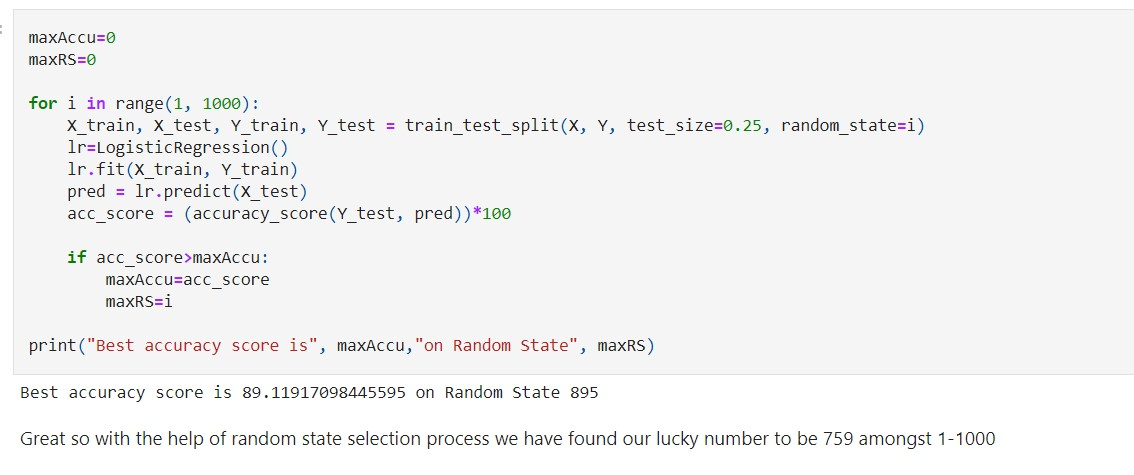 maxAccu=0
maxRS=0
for i in range(1, 1000):
    X_train, X_test, Y_train, Y_test = train_test_split(X, Y, test_size=0.25, random_state=i)
    lr=LogisticRegression()
    lr.fit(X_train, Y_train)
    pred = lr.predict(X_test)
    acc_score = (accuracy_score(Y_test, pred))*100
    if acc_score>maxAccu:
        maxAccu=acc_score
        maxRS=i
print("Best accuracy score is", maxAccu,"on Random State", maxRS)
Best accuracy score is 89.11917098445595 on Random State 895
Great so with the help of random state selection process we have found our lucky number to be 759 amongst 1-1000